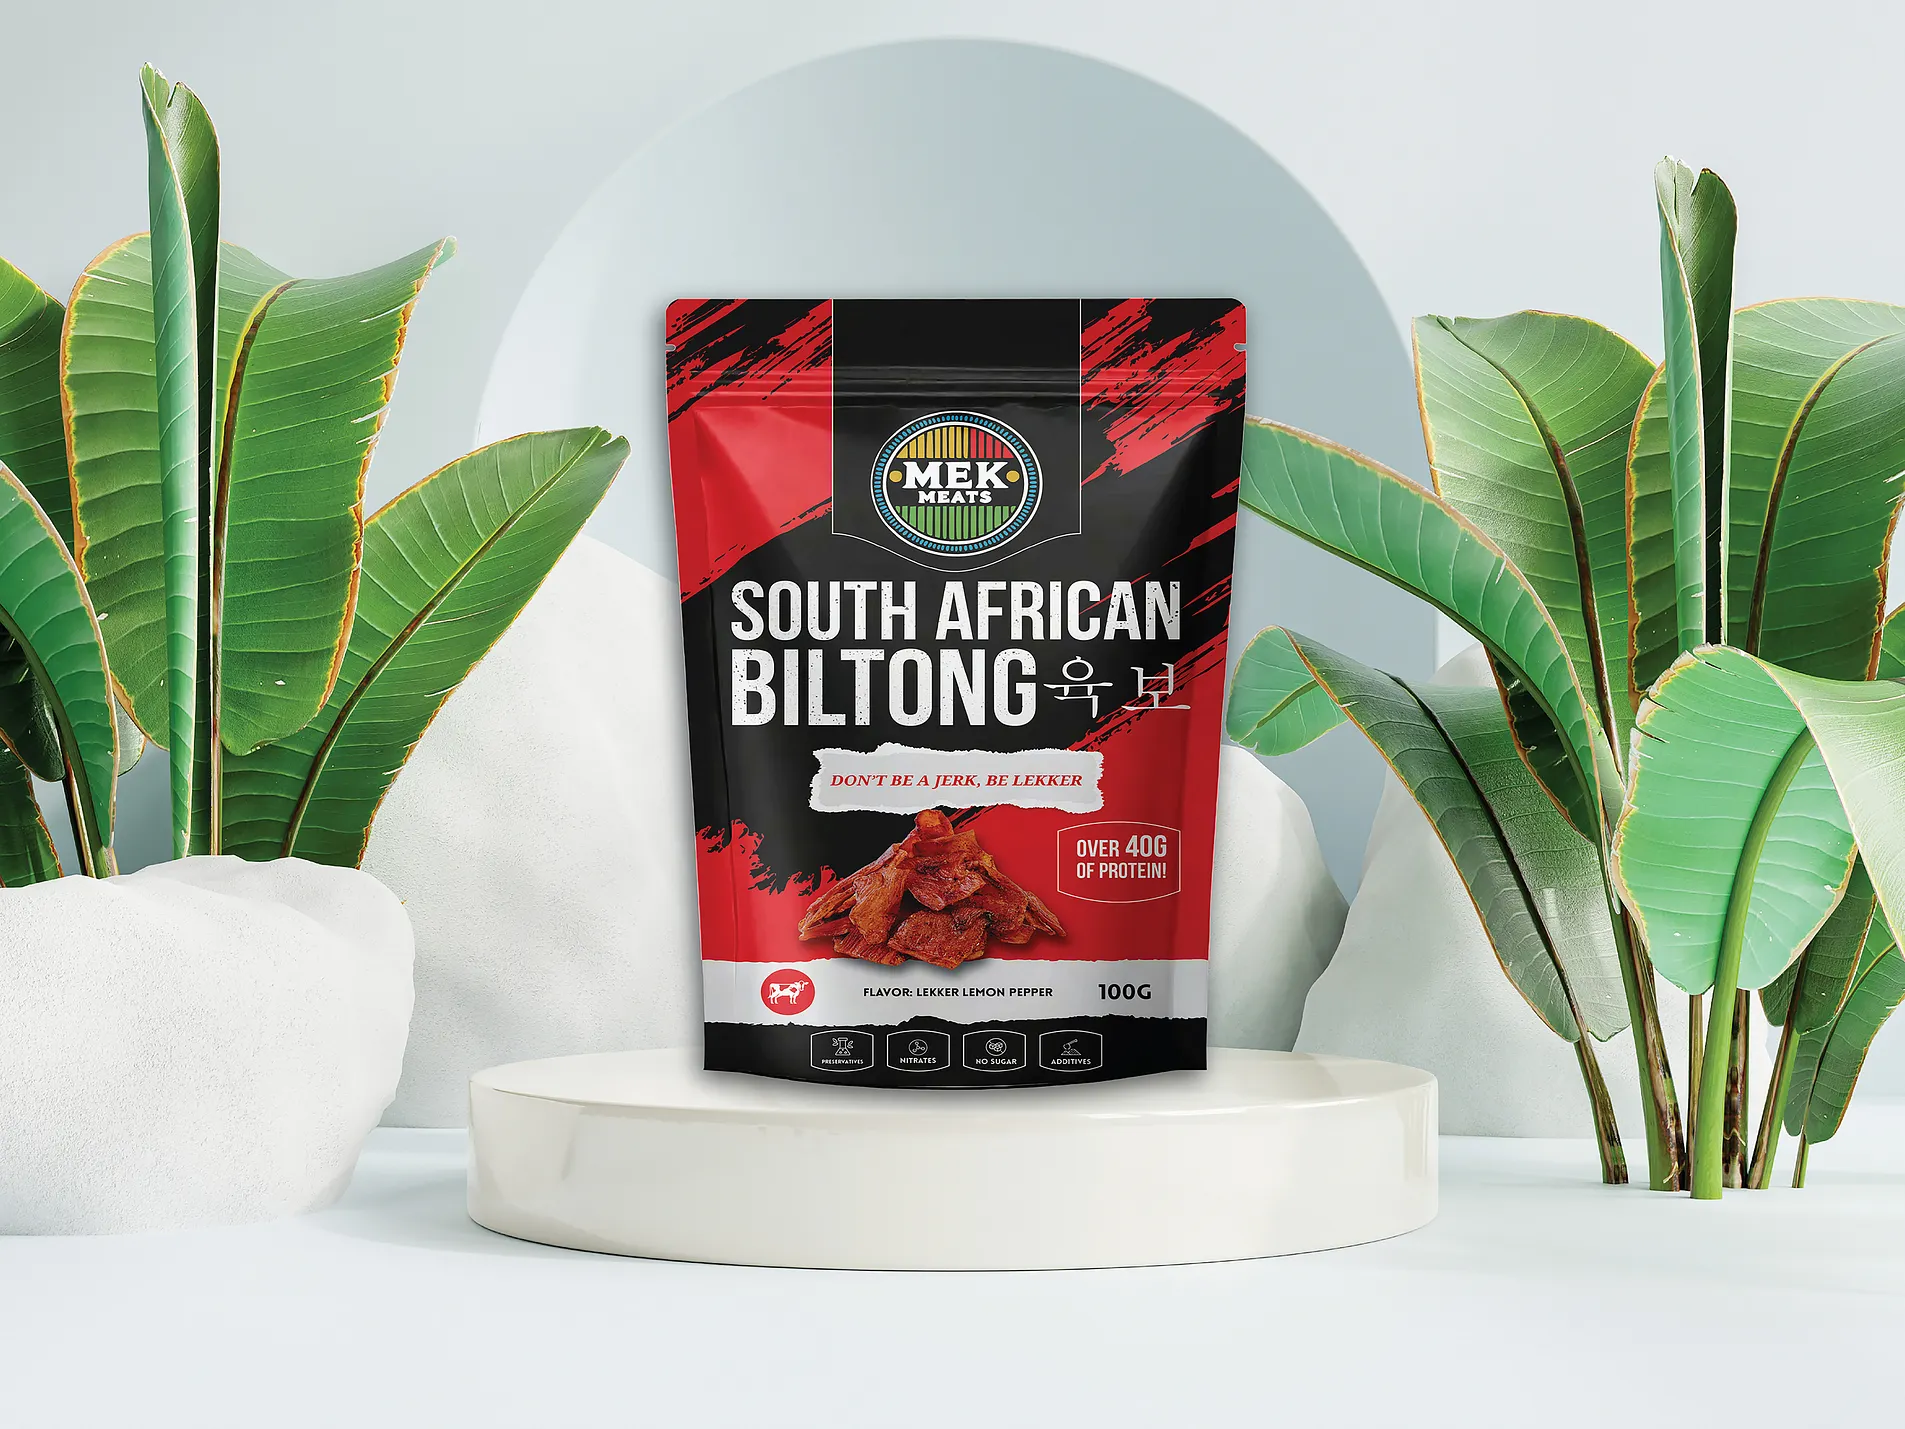 MEK
MEATS
SOUTH AFRICAN
BILTONG 육 보
DON'T BE A JERK, BE LEKKER
OVER 40G
OF PROTEIN!
FLAVOR: LEKKER LEMON PEPPER 100G
PRESERVATIVES NITRATES NO SUGAR ADDITIVES